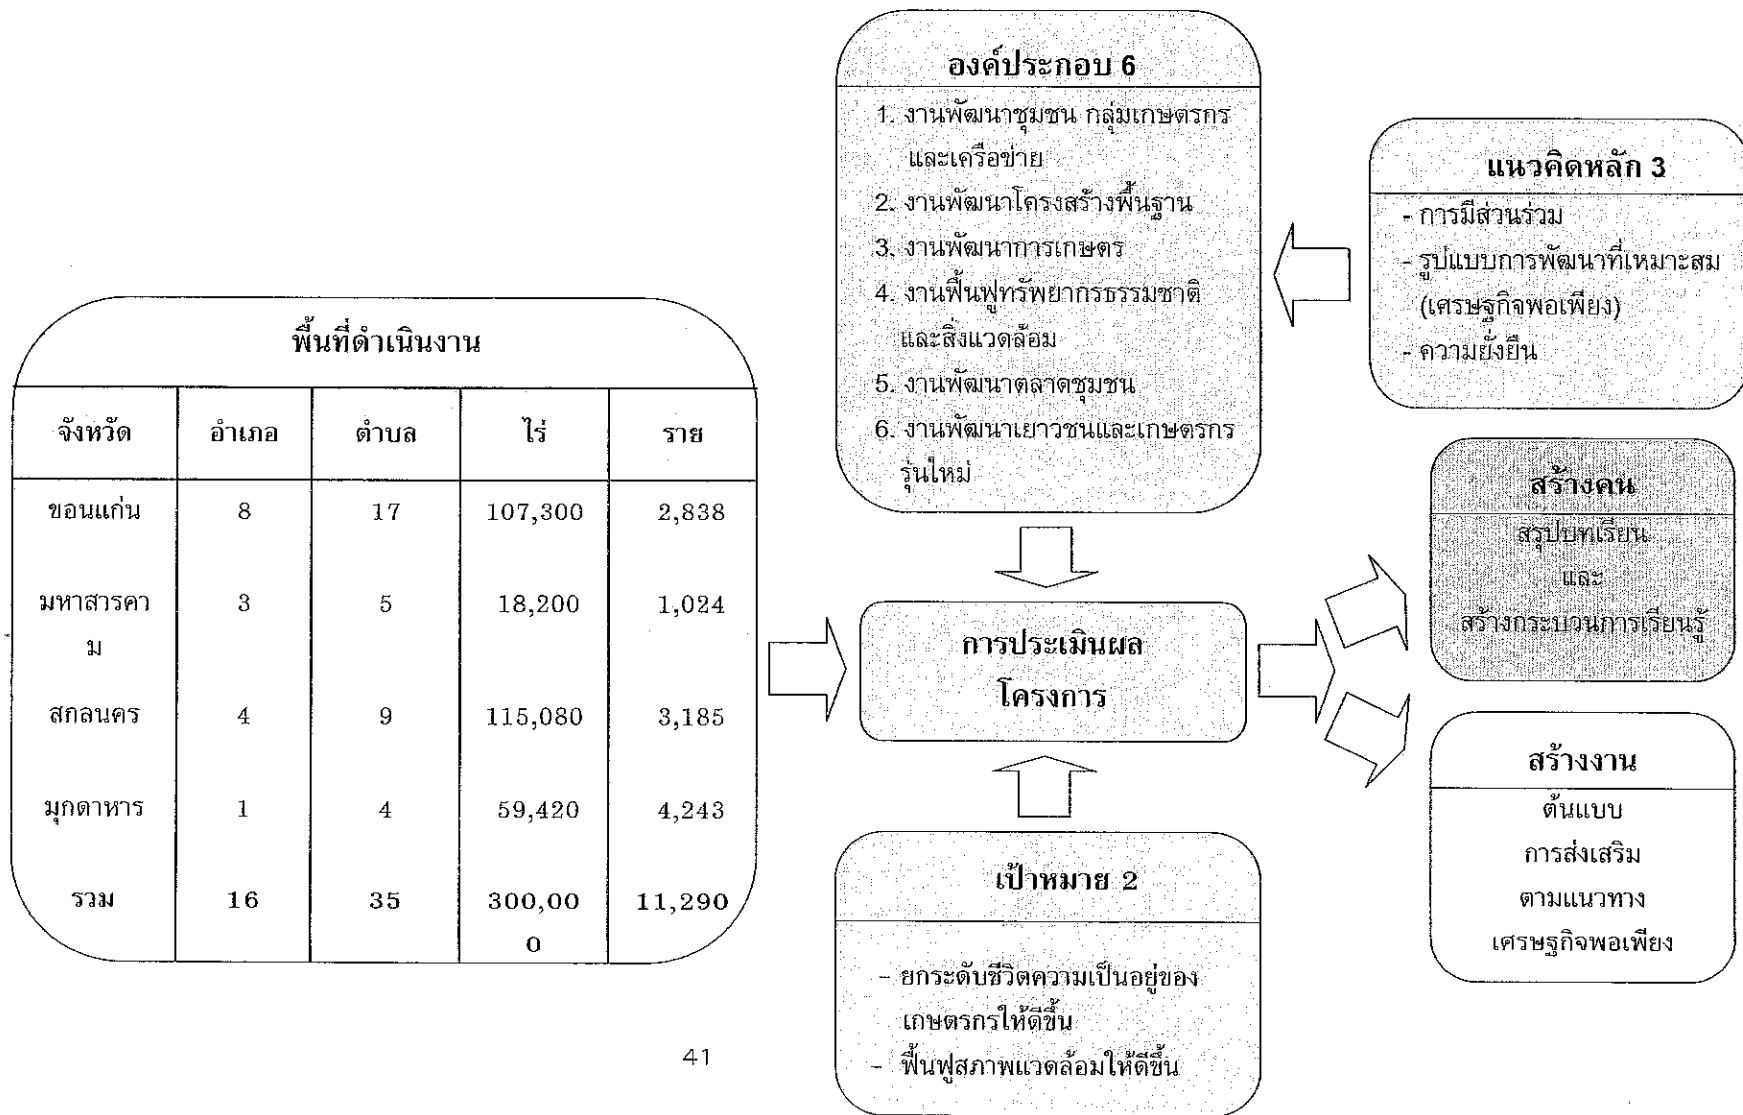 องค์ประกอบ 6
1. งานพัฒนาชุมชน กลุ่มเกษตรกร
และเครือข่าย
2. งานพัฒนาโครงสร้างพื้นฐาน
3. งานพัฒนาการเกษตร
4. งานฟื้นฟูทรัพยากรธรรมชาติ
และสิ่งแวดล้อม
5. งานพัฒนาตลาดชุมชน
6. งานพัฒนาเยาวชนและเกษตรกร
รุ่นใหม่
แนวคิดหลัก 3
- การมีส่วนร่วม
- รูปแบบการพัฒนาที่เหมาะสม
(เศรษฐกิจพอเพียง)
- ความยั่งยืน
พื้นที่ดำเนินงาน
จังหวัด อำเภอ ตำบล ไร่ ราย
ขอนแก่น 8 17 107,300 2,838
มหาสารคา 3 5 18,200 1,024
ม
สกลนคร 4 9 115,080 3,185
มุกดาหาร 1 4 59,420 4,243
รวม 16 35 300,00 11,290
0
การประเมินผล
โครงการ
สร้างคน
สรุปบทเรียน
และ
สร้างกระบวนการเรียนรู้
สร้างงาน
ต้นแบบ
การส่งเสริม
ตามแนวทาง
เศรษฐกิจพอเพียง
เป้าหมาย 2
- ยกระดับชีวิตความเป็นอยู่ของ
เกษตรกรให้ดีขึ้น
- ฟื้นฟูสภาพแวดล้อมให้ดีขึ้น
41